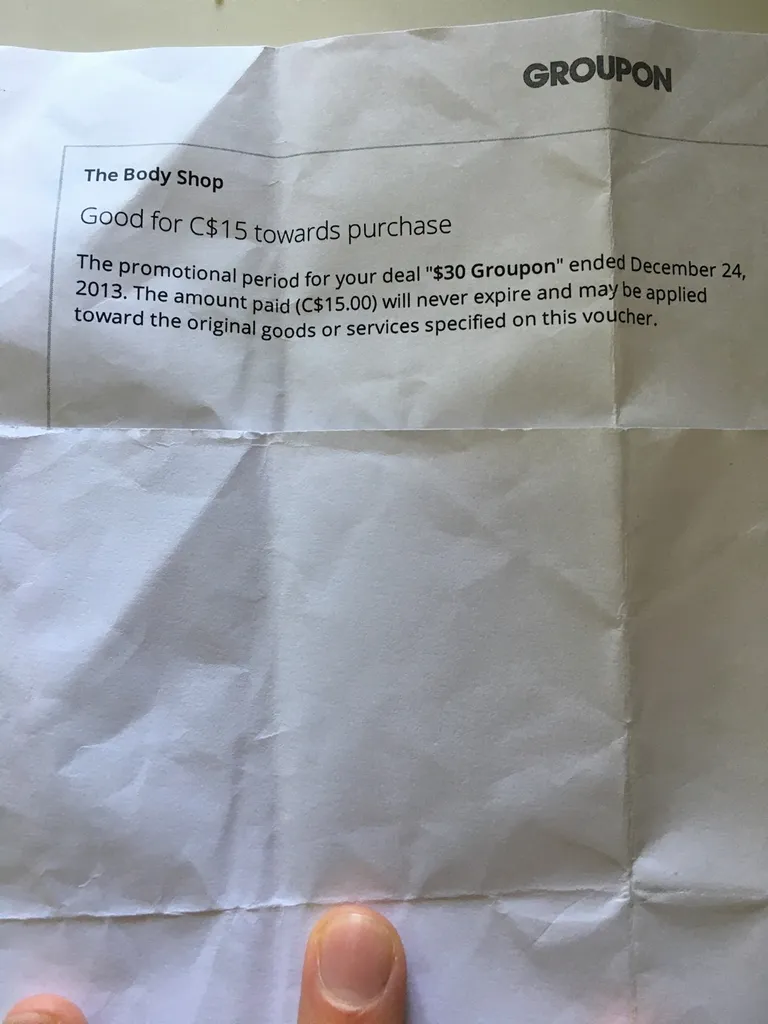 GROUPON
The Body Shop
Good for C$15 towards purchase
The promotional period for your deal "$30 Groupon" ended December 24,
2013. The amount paid (C$15.00) will never expire and may be applied
toward the original goods or services specified on this voucher.